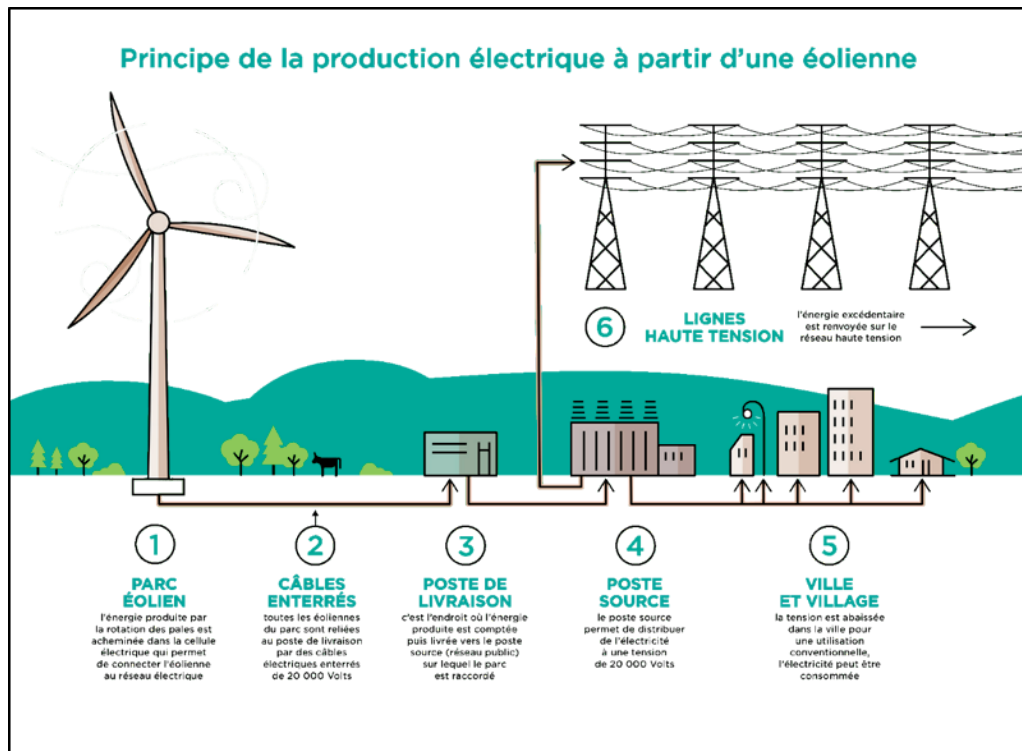 Principe de la production électrique à partir d'une éolienne
6
LIGNES
HAUTE TENSION
l'énergie excédentaire
est renvoyée sur le
réseau haute tension
1
PARC
ÉOLIEN
l'énergie produite par
la rotation des pales est
acheminée dans la cellule
électrique qui permet
de connecter l'éolienne
au réseau électrique
2
CÂBLES
ENTERRÉS
toutes les éoliennes
du parc sont reliées
au poste de livraison
par des câbles
électriques enterrés
de 20 000 Volts
3
POSTE DE
LIVRAISON
c'est l'endroit où l'énergie
produite est comptée
puis livrée vers le poste
source (réseau public)
sur lequel le parc
est raccordé
4
POSTE
SOURCE
le poste source
permet de distribuer
de l'électricité
à une tension
de 20 000 Volts
5
VILLE
ET VILLAGE
la tension est abaissée
dans la ville pour
une utilisation
conventionnelle,
l'électricité peut être
consommée